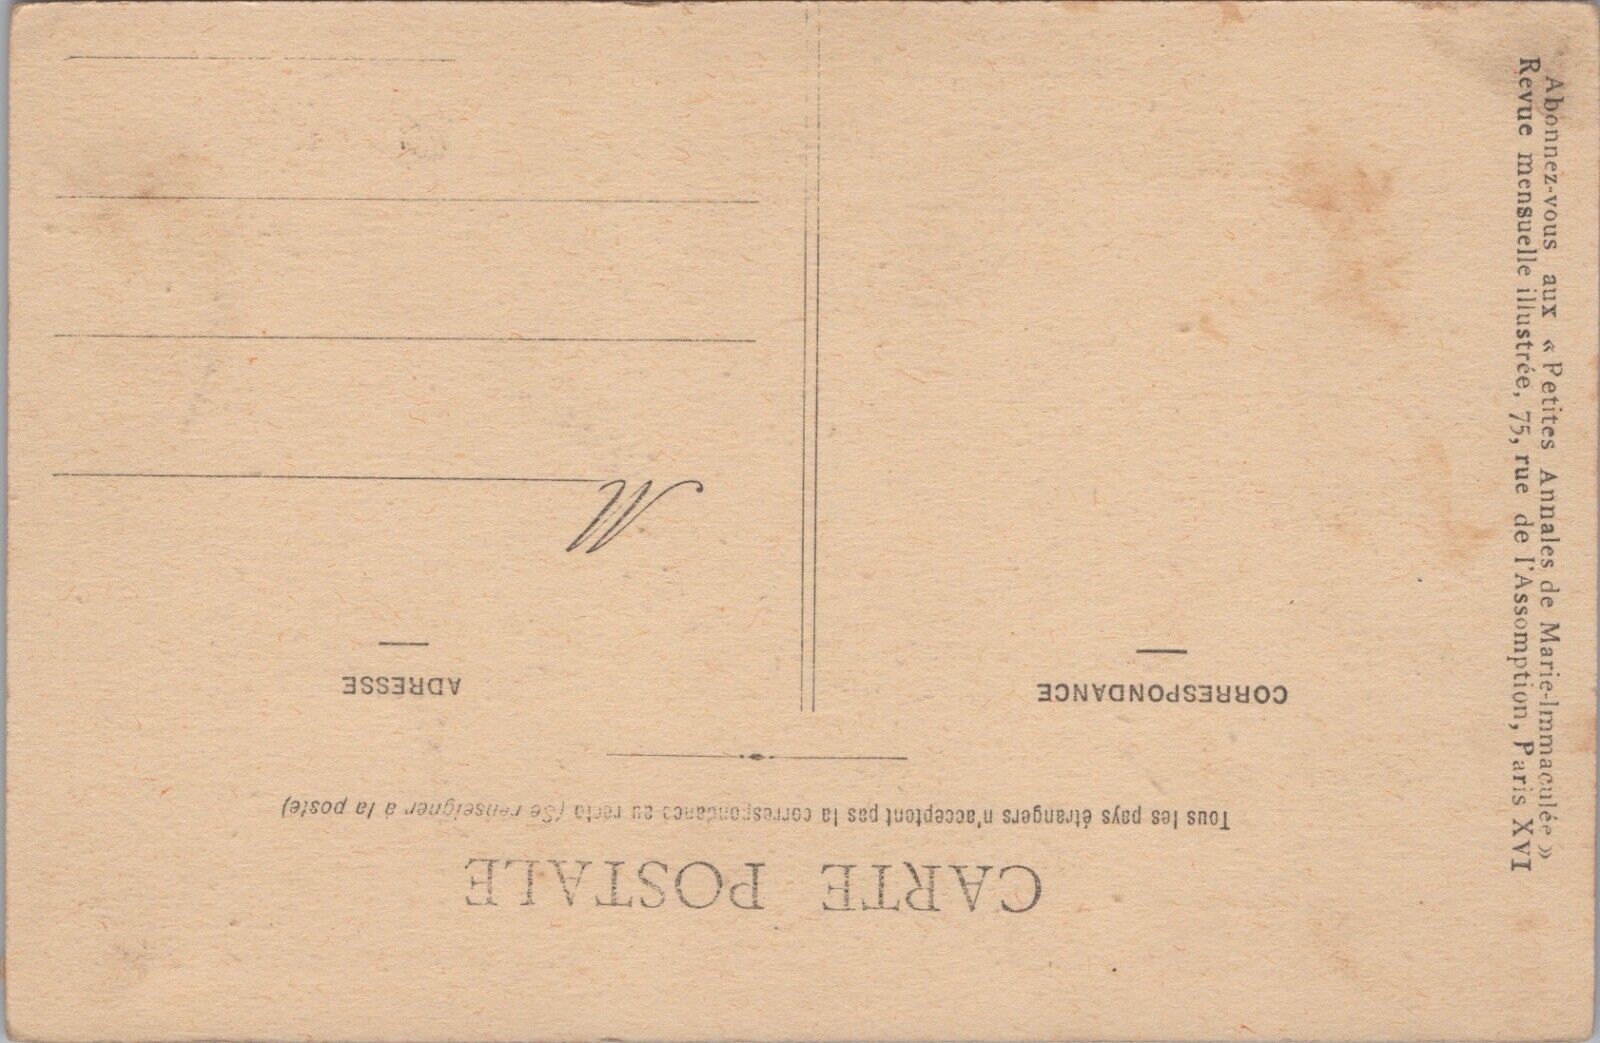 CARTE POSTALE
Tous les pays étrangers n'acceptent pas la correspondance au recto (Se renseigner à la poste)
CORRESPONDANCE
ADRESSE
M
Abonnez-vous aux « Petites Annales de Marie-Immaculée »
Revue mensuelle illustrée, 75, rue de l'Assomption, Paris XVI